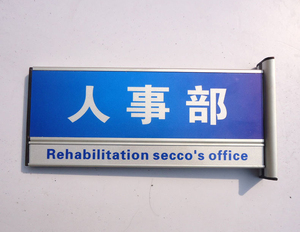 人事部
Rehabilitation secco's office